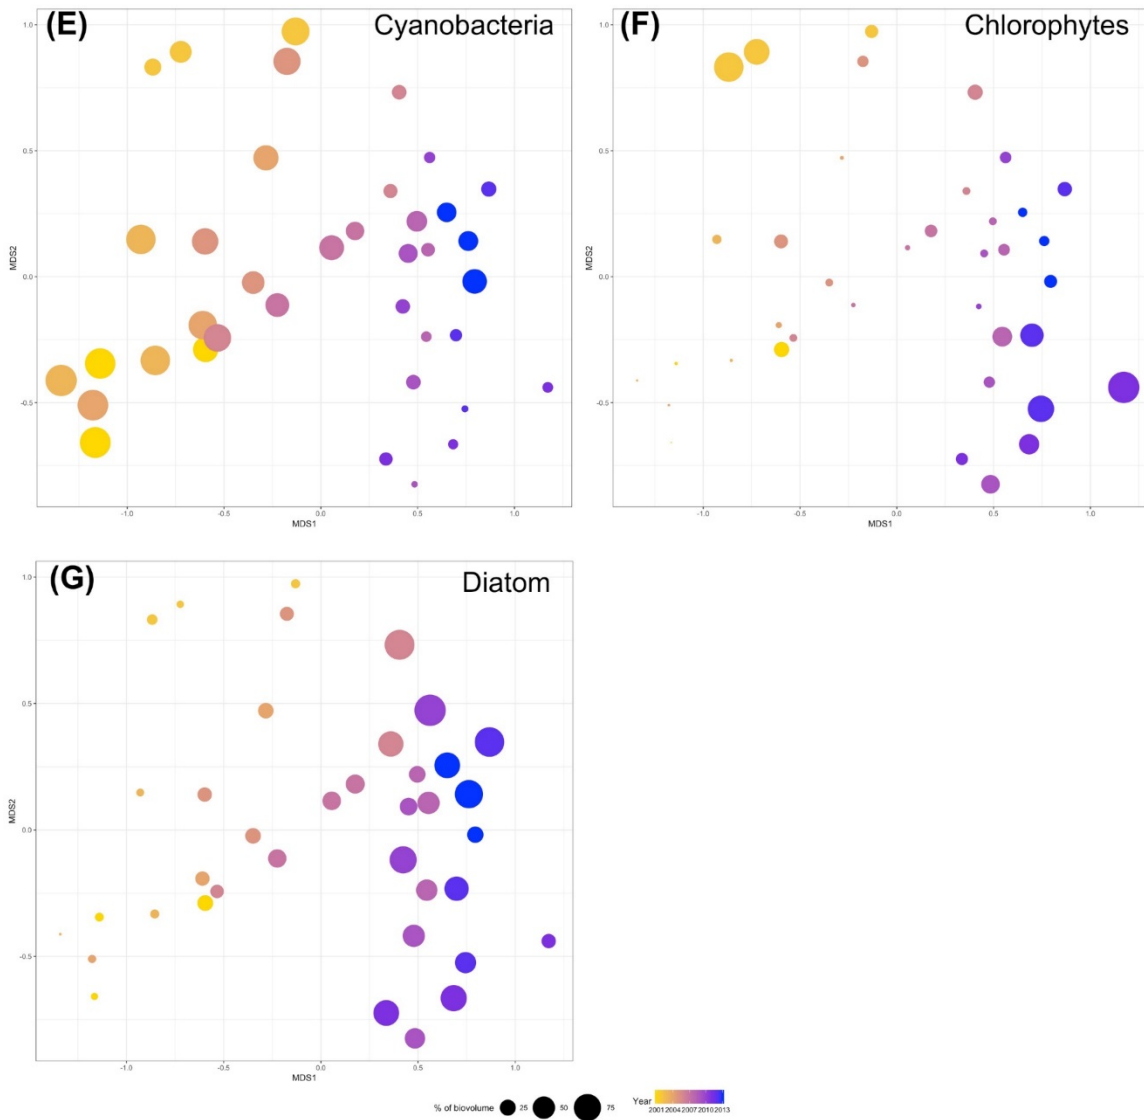 (E) Cyanobacteria
1.0
0.5
0.0
-0.5
MDS2
-1.0 -0.5 0.0 0.5 1.0
MDS1
(F) Chlorophytes
1.0
0.5
0.0
-0.5
MDS2
-1.0 -0.5 0.0 0.5 1.0
MDS1
(G) Diatom
1.0
0.5
0.0
-0.5
MDS2
-1.0 -0.5 0.0 0.5 1.0
MDS1
% of biovolume 25 50 75
Year
2001 2004 2007 2010 2013